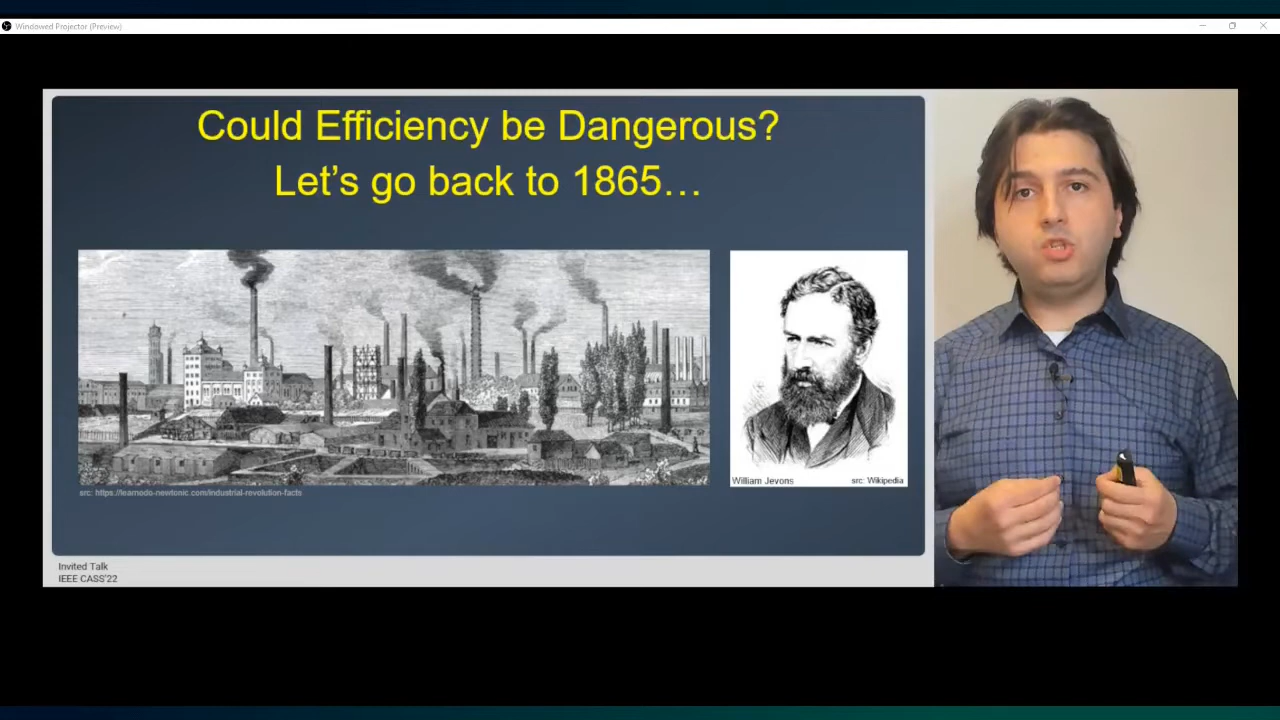 Windowed Projector (Preview)
Could Efficiency be Dangerous?
Let's go back to 1865…
src: https://learnodo-newtonic.com/industrial-revolution-facts
William Jevons
src: Wikipedia
Invited Talk
IEEE CASS'22